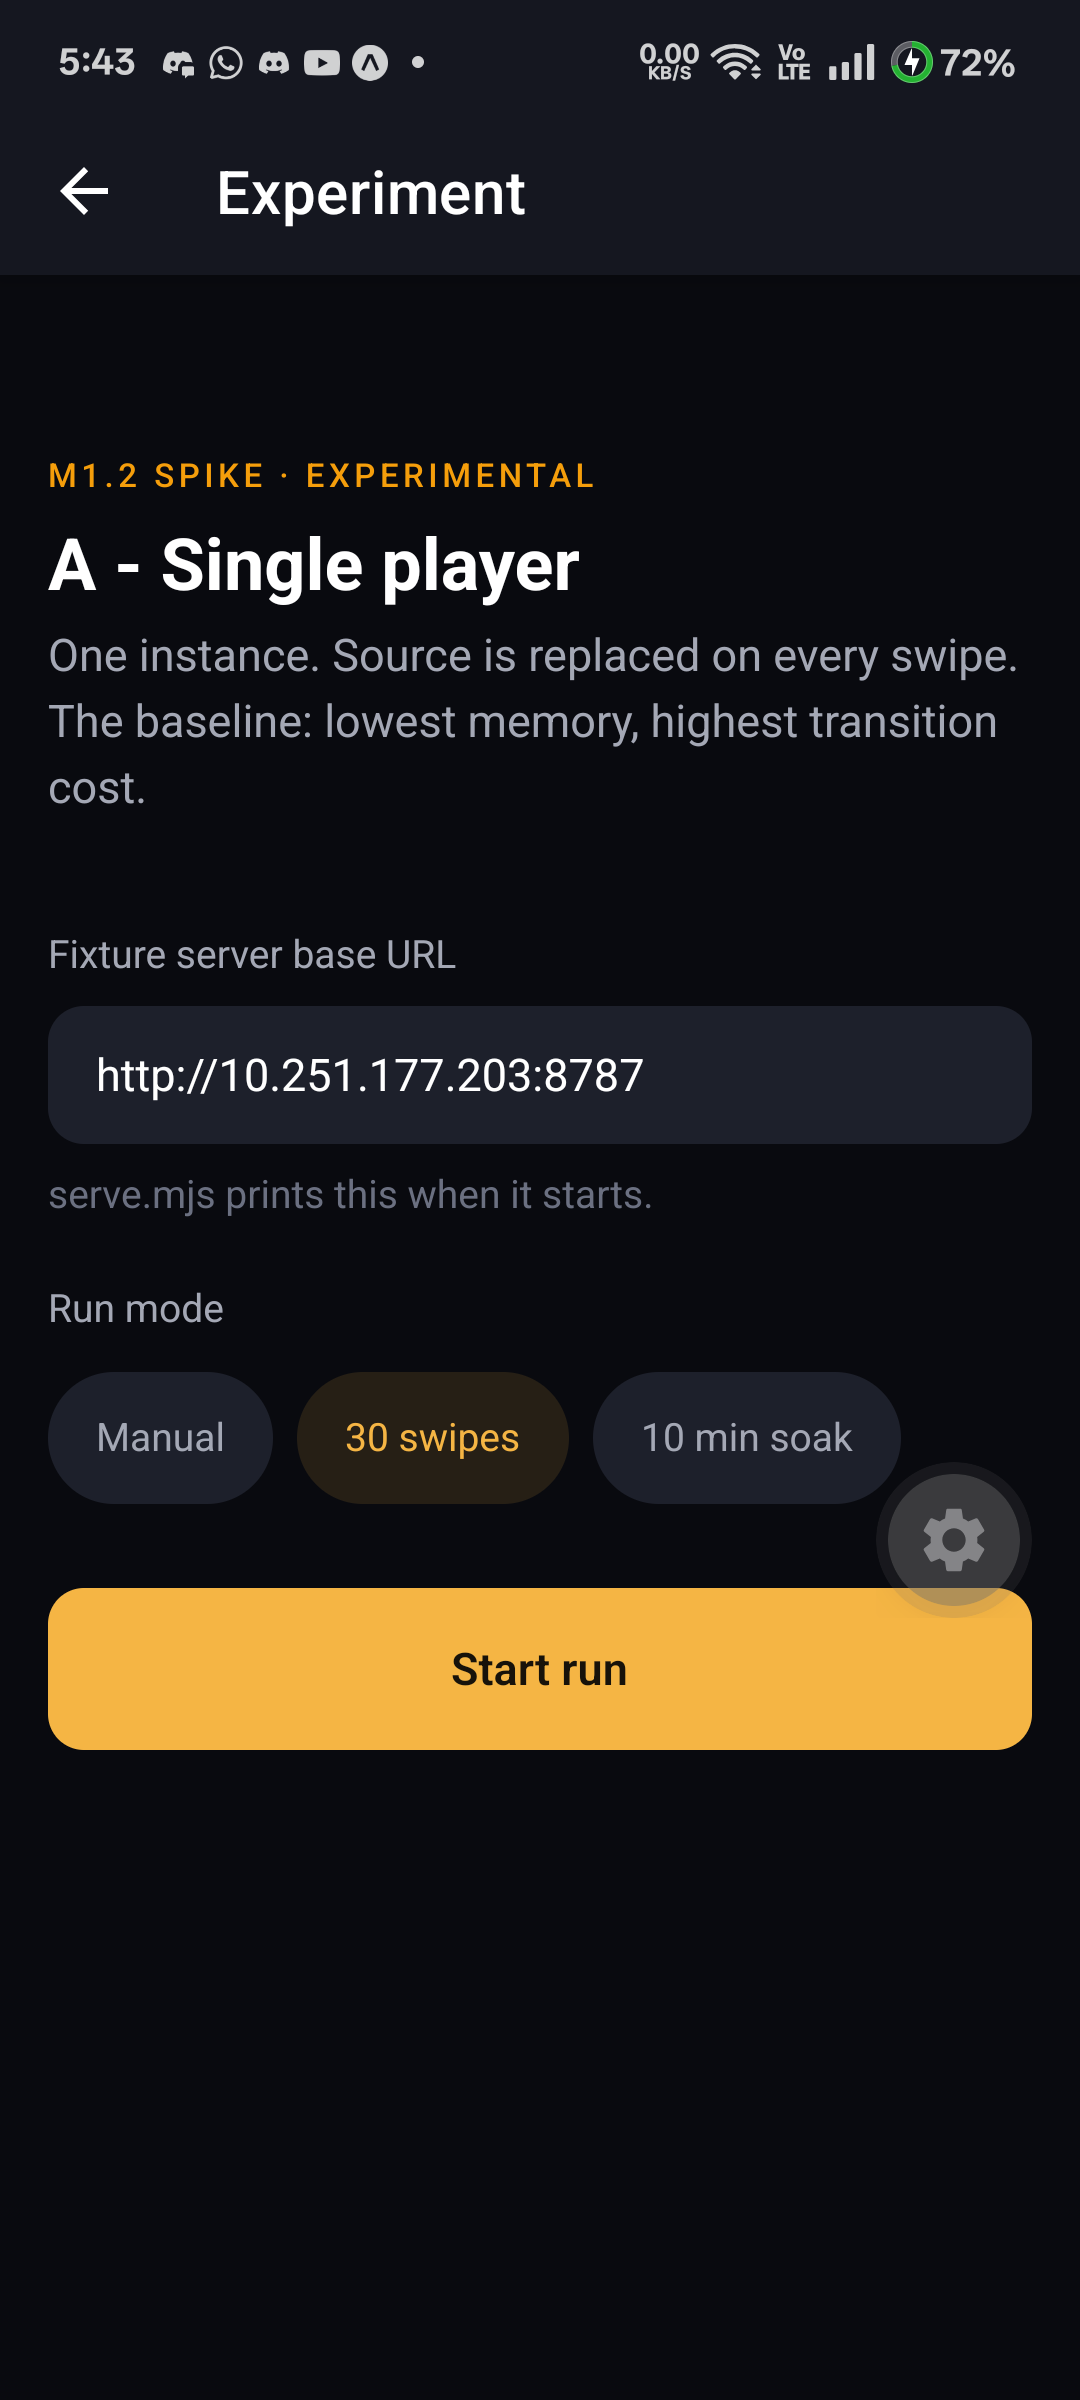 5:43
0.00 KB/S Vo LTE 72%
Experiment
M1.2 SPIKE · EXPERIMENTAL
A - Single player
One instance. Source is replaced on every swipe.
The baseline: lowest memory, highest transition
cost.
Fixture server base URL
http://10.251.177.203:8787
serve.mjs prints this when it starts.
Run mode
Manual
30 swipes
10 min soak
Start run